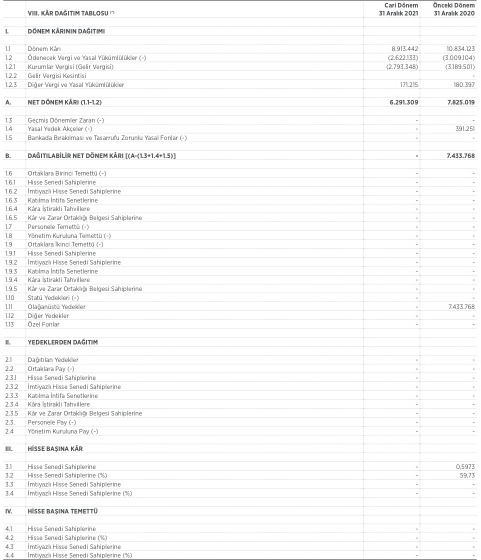 Cari Dönem Önceki Dönem
VIII. KÂR DAĞITIM TABLOSU (*) 31 Aralık 2021 31 Aralık 2020
I. DÖNEM KÂRININ DAĞITIMI
1.1 Dönem Kârı 8.913.442 10.834.123
1.2 Ödenecek Vergi ve Yasal Yükümlülükler (-) (2.622.133) (3.009.104)
1.2.1 Kurumlar Vergisi (Gelir Vergisi) (2.793.348) (3.189.501)
1.2.2 Gelir Vergisi Kesintisi - -
1.2.3 Diğer Vergi ve Yasal Yükümlülükler 171.215 180.397
A. NET DÖNEM KÂRI (1.1-1.2) 6.291.309 7.825.019
1.3 Geçmiş Dönemler Zararı (-) - -
1.4 Yasal Yedek Akçeler (-) - 391.251
1.5 Bankada Bırakılması ve Tasarrufu Zorunlu Yasal Fonlar (-) - -
B. DAĞITILABİLİR NET DÖNEM KÂRI [(A-(1.3+1.4+1.5)] - 7.433.768
1.6 Ortaklara Birinci Temettü (-) - -
1.6.1 Hisse Senedi Sahiplerine - -
1.6.2 İmtiyazlı Hisse Senedi Sahiplerine - -
1.6.3 Katılma İntifa Senetlerine - -
1.6.4 Kâra İştirakli Tahvillere - -
1.6.5 Kâr ve Zarar Ortaklığı Belgesi Sahiplerine - -
1.7 Personele Temettü (-) - -
1.8 Yönetim Kuruluna Temettü (-) - -
1.9 Ortaklara İkinci Temettü (-) - -
1.9.1 Hisse Senedi Sahiplerine - -
1.9.2 İmtiyazlı Hisse Senedi Sahiplerine - -
1.9.3 Katılma İntifa Senetlerine - -
1.9.4 Kâra İştirakli Tahvillere - -
1.9.5 Kâr ve Zarar Ortaklığı Belgesi Sahiplerine - -
1.10 Statü Yedekleri (-) - -
1.11 Olağanüstü Yedekler - 7.433.768
1.12 Diğer Yedekler - -
1.13 Özel Fonlar - -
II. YEDEKLERDEN DAĞITIM
2.1 Dağıtılan Yedekler - -
2.2 Ortaklara Pay (-) - -
2.3.1 Hisse Senedi Sahiplerine - -
2.3.2 İmtiyazlı Hisse Senedi Sahiplerine - -
2.3.3 Katılma İntifa Senetlerine - -
2.3.4 Kâra İştirakli Tahvillere - -
2.3.5 Kâr ve Zarar Ortaklığı Belgesi Sahiplerine - -
2.3. Personele Pay (-) - -
2.4 Yönetim Kuruluna Pay (-) - -
III. HİSSE BAŞINA KÂR
3.1 Hisse Senedi Sahiplerine - 0,5973
3.2 Hisse Senedi Sahiplerine (%) - 59,73
3.3 İmtiyazlı Hisse Senedi Sahiplerine - -
3.4 İmtiyazlı Hisse Senedi Sahiplerine (%) - -
IV. HİSSE BAŞINA TEMETTÜ
4.1 Hisse Senedi Sahiplerine - -
4.2 Hisse Senedi Sahiplerine (%) - -
4.3 İmtiyazlı Hisse Senedi Sahiplerine - -
4.4 İmtiyazlı Hisse Senedi Sahiplerine (%) - -